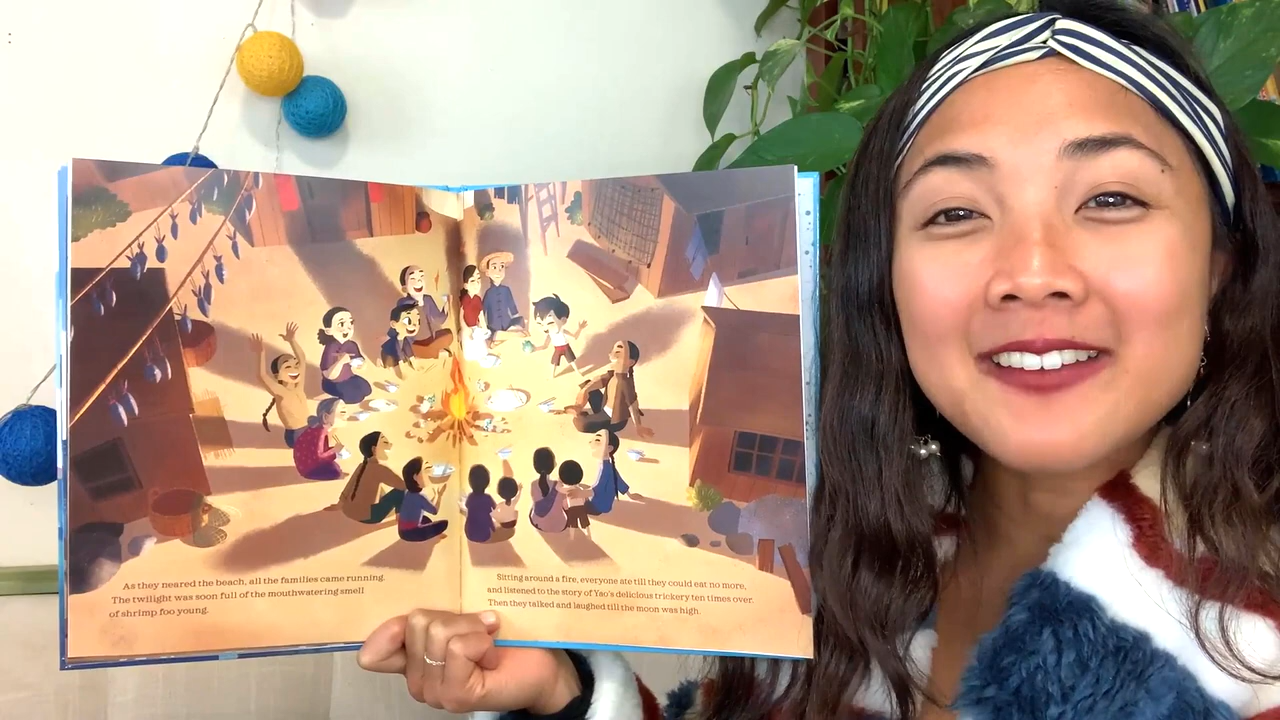 As they neared the beach, all the families came running.
The twilight was soon full of the mouthwatering smell
of shrimp foo young.
Sitting around a fire, everyone ate till they could eat no more,
and listened to the story of Yao's delicious trickery ten times over.
Then they talked and laughed till the moon was high.